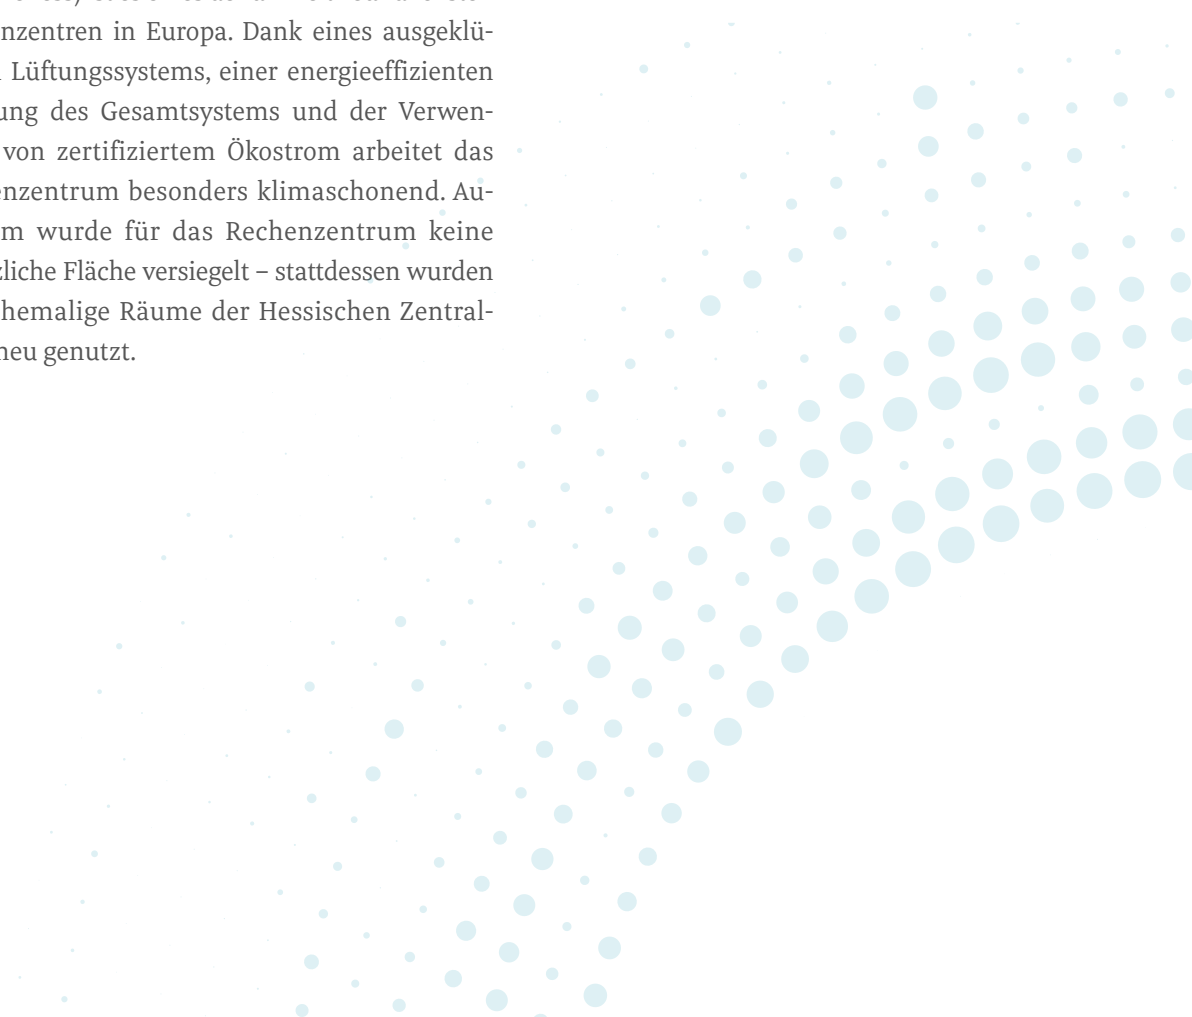 nzentren in Europa. Dank eines ausgeklü-
Lüftungssystems, einer energieeffizienten
ung des Gesamtsystems und der Verwen-
von zertifiziertem Ökostrom arbeitet das
enzentrum besonders klimaschonend. Au-
m wurde für das Rechenzentrum keine
zliche Fläche versiegelt – stattdessen wurden
hemalige Räume der Hessischen Zentral-
neu genutzt.